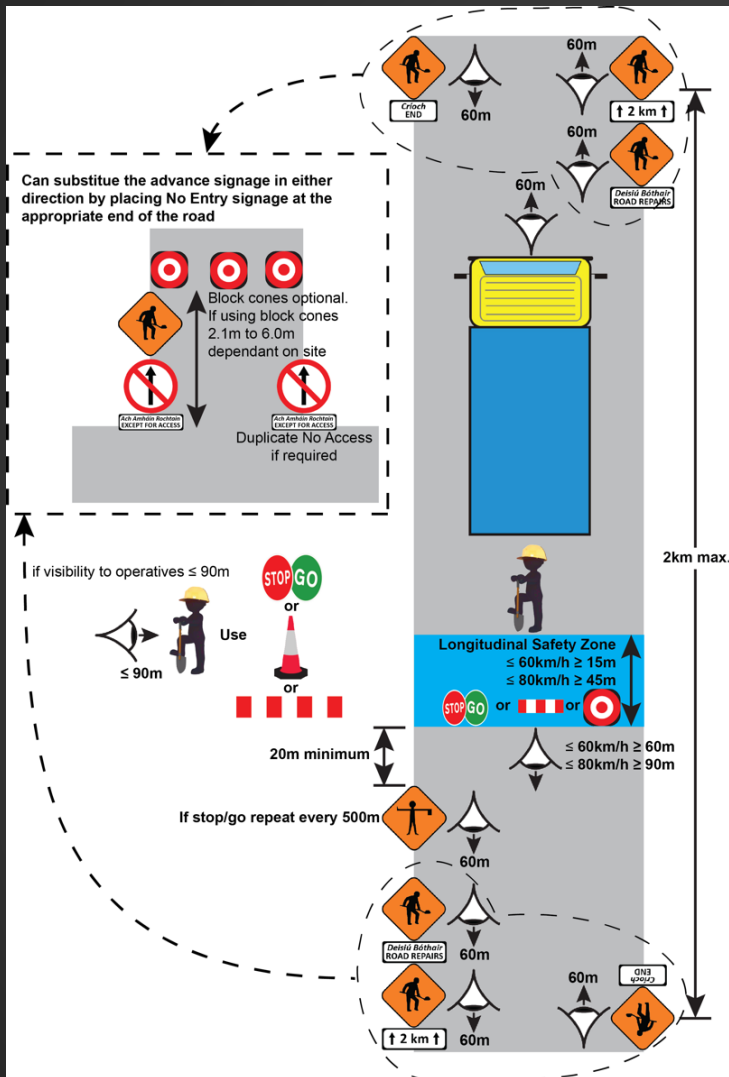 60m
60m
Críoch
END
↑ 2 km ↑
60m
Deisiú Bóthair
ROAD REPAIRS
60m
Can substitue the advance signage in either
direction by placing No Entry signage at the
appropriate end of the road
Block cones optional.
If using block cones
2.1m to 6.0m
dependant on site
Ach Amháin Rochtain
EXCEPT FOR ACCESS
Ach Amháin Rochtain
EXCEPT FOR ACCESS
Duplicate No Access
if required
2km max.
if visibility to operatives ≤ 90m
STOP GO
or
Use
≤ 90m
or
Longitudinal Safety Zone
≤ 60km/h ≥ 15m
≤ 80km/h ≥ 45m
STOP GO or or
20m minimum
≤ 60km/h ≥ 60m
≤ 80km/h ≥ 90m
If stop/go repeat every 500m
60m
Deisiú Bóthair
ROAD REPAIRS
60m
↑ 2 km ↑
60m
60m
Críoch
END